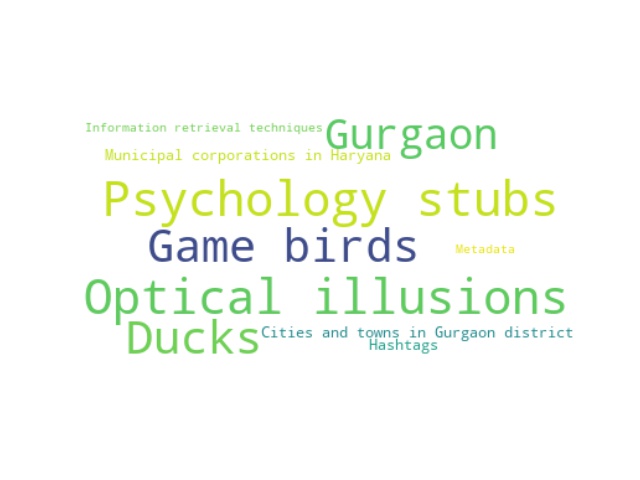 Information retrieval techniques
Gurgaon
Municipal corporations in Haryana
Psychology stubs
Game birds
Metadata
Optical illusions
Ducks
Cities and towns in Gurgaon district
Hashtags